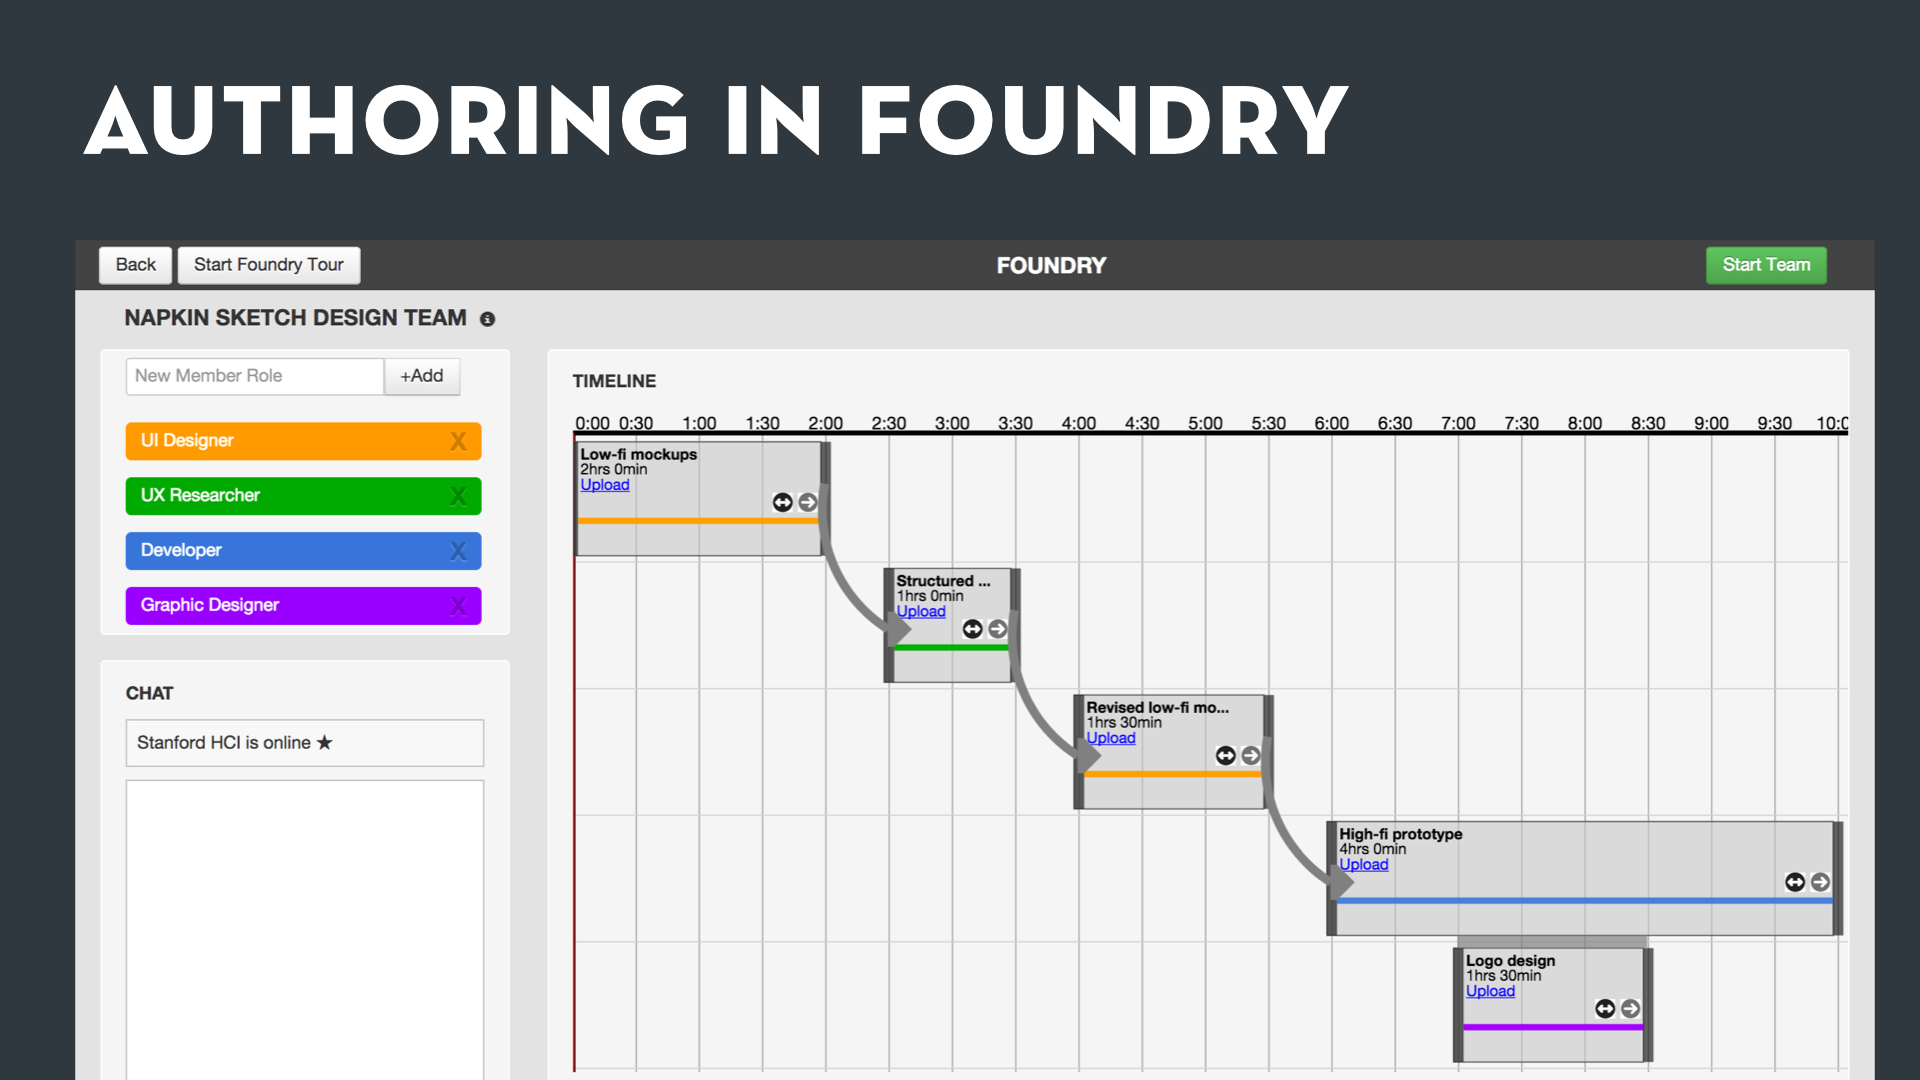 AUTHORING IN FOUNDRY
Back
Start Foundry Tour
FOUNDRY
Start Team
NAPKIN SKETCH DESIGN TEAM
New Member Role
+Add
UI Designer X
UX Researcher X
Developer X
Graphic Designer X
CHAT
Stanford HCI is online ★
TIMELINE
0:00 0:30 1:00 1:30 2:00 2:30 3:00 3:30 4:00 4:30 5:00 5:30 6:00 6:30 7:00 7:30 8:00 8:30 9:00 9:30 10:0
Low-fi mockups
2hrs 0min
Upload
Structured ...
1hrs 0min
Upload
Revised low-fi mo...
1hrs 30min
Upload
High-fi prototype
4hrs 0min
Upload
Logo design
1hrs 30min
Upload